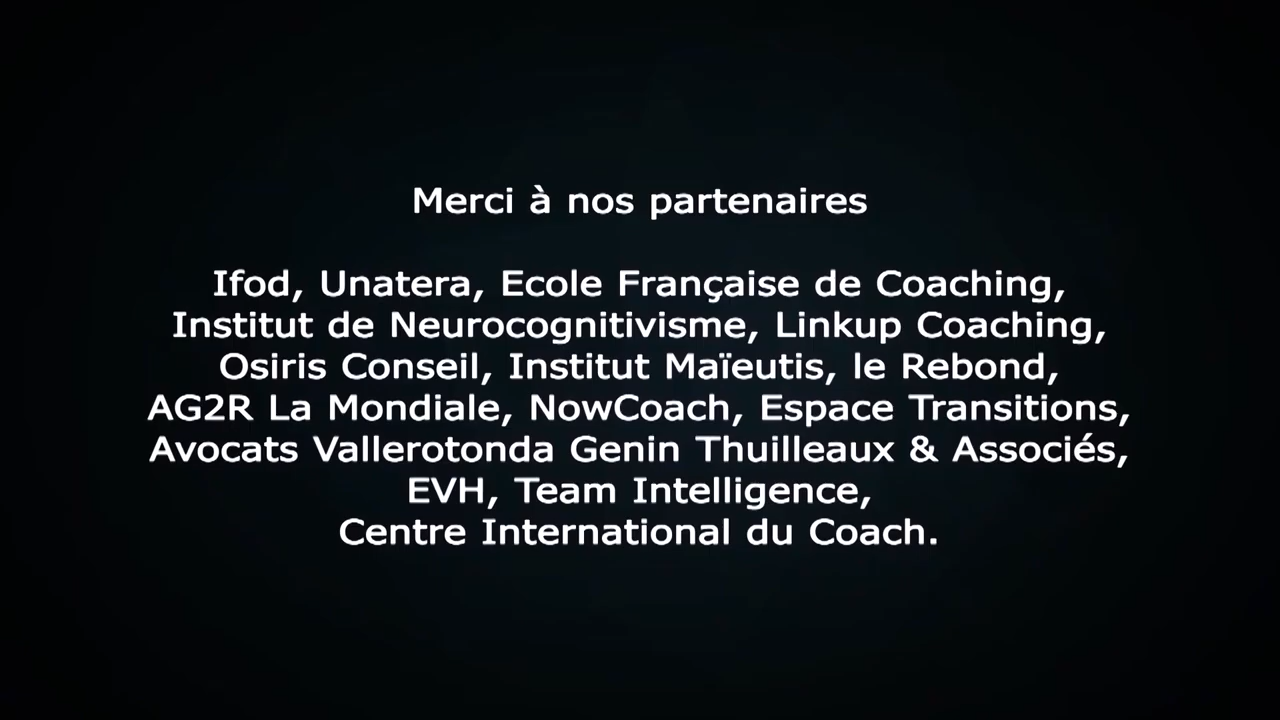 Merci à nos partenaires
Ifod, Unatera, Ecole Française de Coaching,
Institut de Neurocognitivisme, Linkup Coaching,
Osiris Conseil, Institut Maïeutis, le Rebond,
AG2R La Mondiale, NowCoach, Espace Transitions,
Avocats Vallerotonda Genin Thuilleaux & Associés,
EVH, Team Intelligence,
Centre International du Coach.